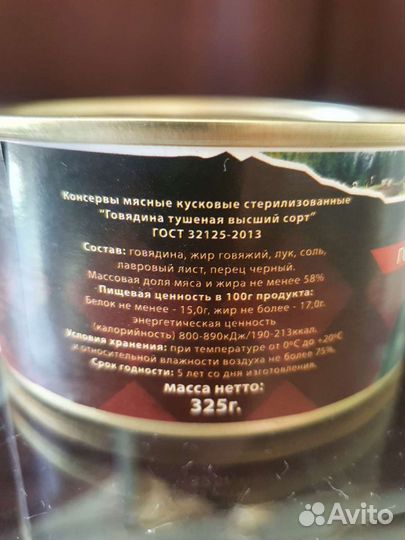 Консервы мясные кусковые стерилизованные
"Говядина тушеная высший сорт"
ГОСТ 32125-2013
Состав: говядина, жир говяжий, лук, соль,
лавровый лист, перец черный.
Массовая доля мяса и жира не менее 58%
Пищевая ценность в 100г продукта:
Белок не менее - 15,0г, жир не более - 17,0г.
энергетическая ценность
(калорийность) 800-890кДж/190-213ккал.
Условия хранения: при температуре от 0°С до +20°С
и относительной влажности воздуха не более 75%.
Срок годности: 5 лет со дня изготовления.
масса нетто:
325г.
Avito